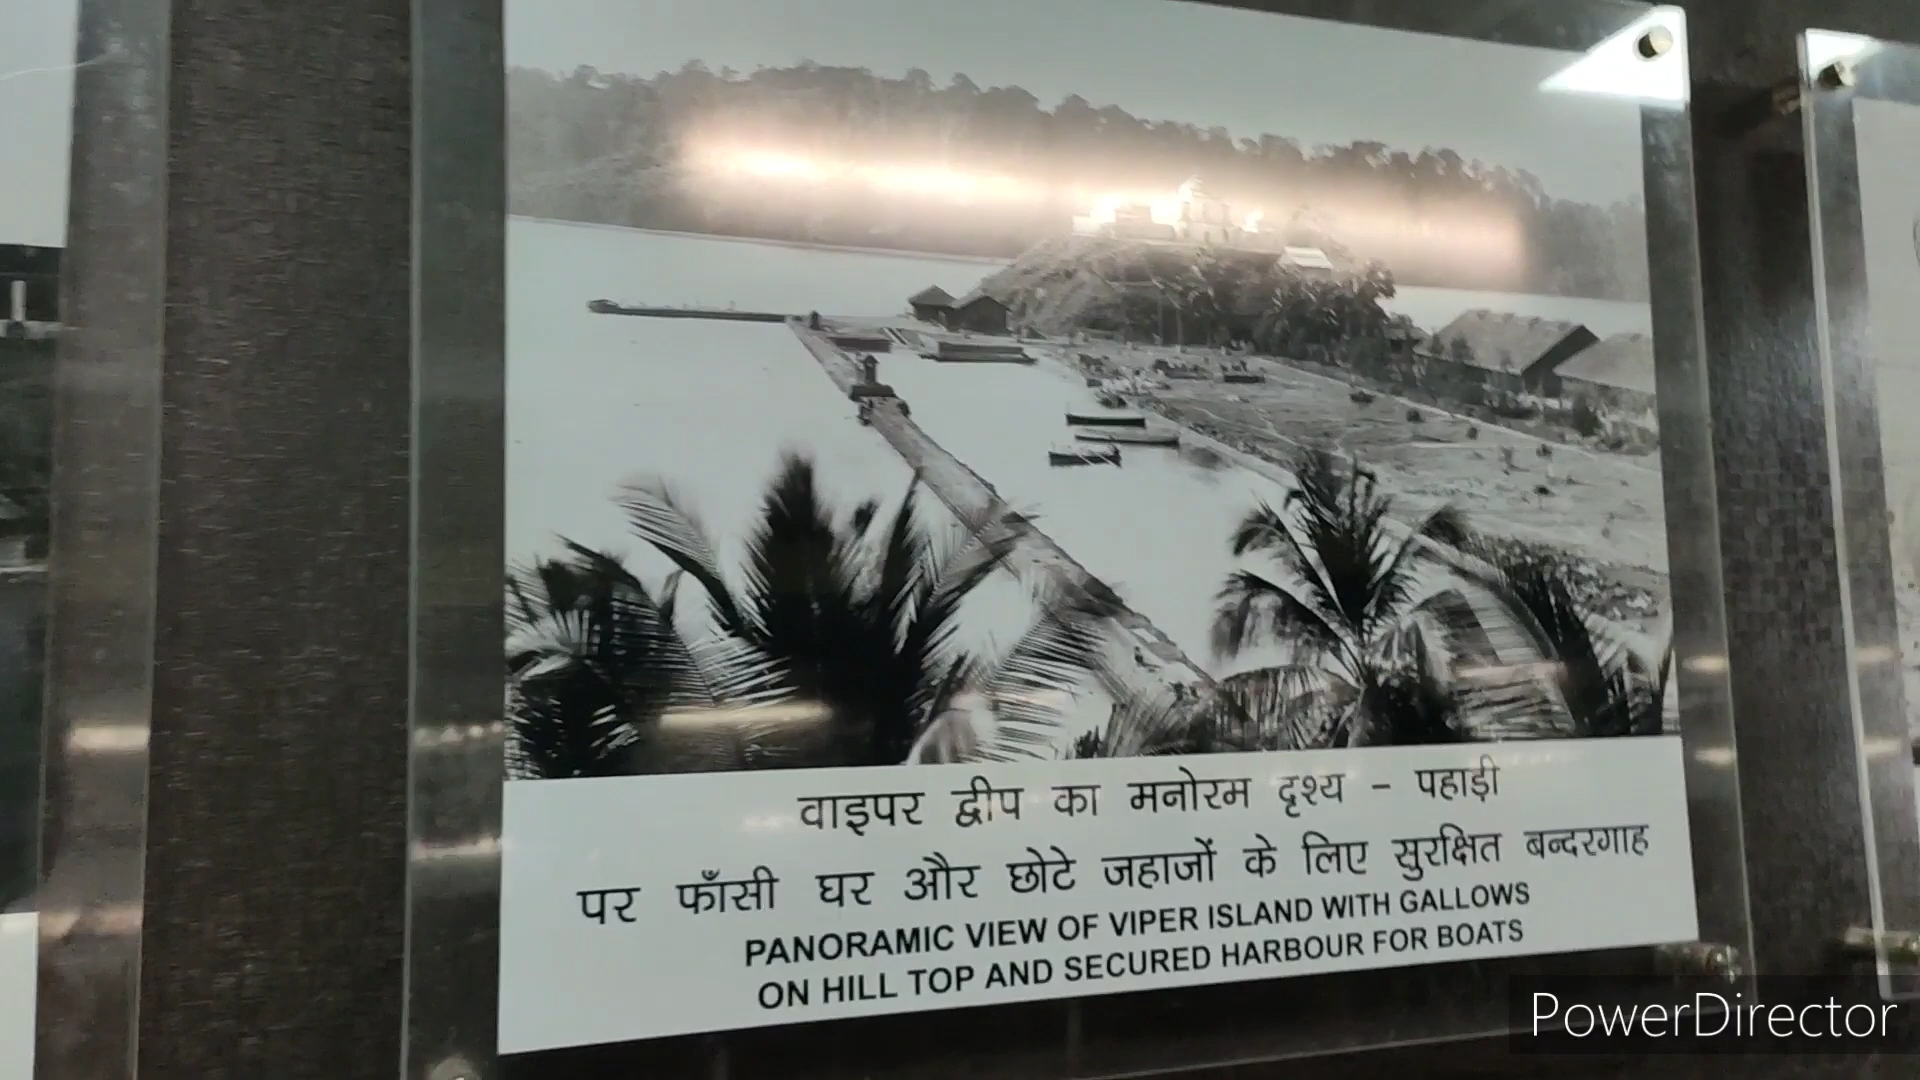 वाइपर द्वीप का मनोरम दृश्य - पहाड़ी
पर फाँसी घर और छोटे जहाजों के लिए सुरक्षित बन्दरगाह
PANORAMIC VIEW OF VIPER ISLAND WITH GALLOWS
ON HILL TOP AND SECURED HARBOUR FOR BOATS
PowerDirector